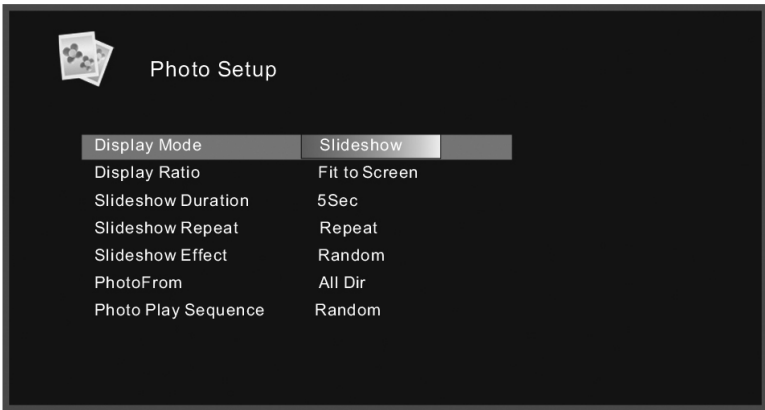 Photo Setup
Display Mode Slideshow
Display Ratio Fit to Screen
Slideshow Duration 5Sec
Slideshow Repeat Repeat
Slideshow Effect Random
PhotoFrom All Dir
Photo Play Sequence Random